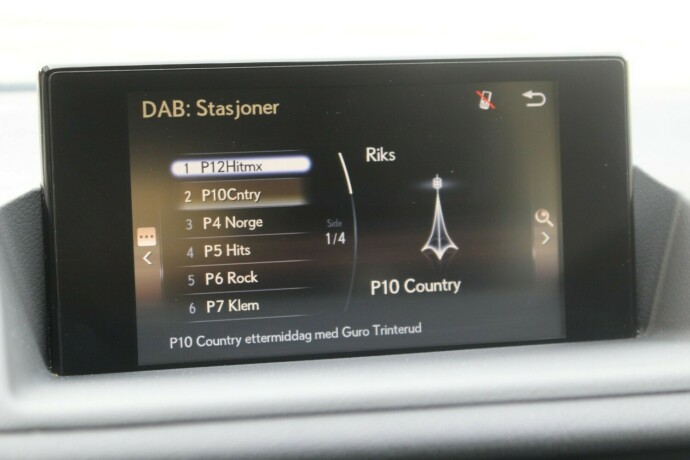 DAB: Stasjoner
1 P12Hitmx
2 P10Cntry
3 P4 Norge
4 P5 Hits
5 P6 Rock
6 P7 Klem
Side
1/4
Riks
P10 Country
P10 Country ettermiddag med Guro Trinterud